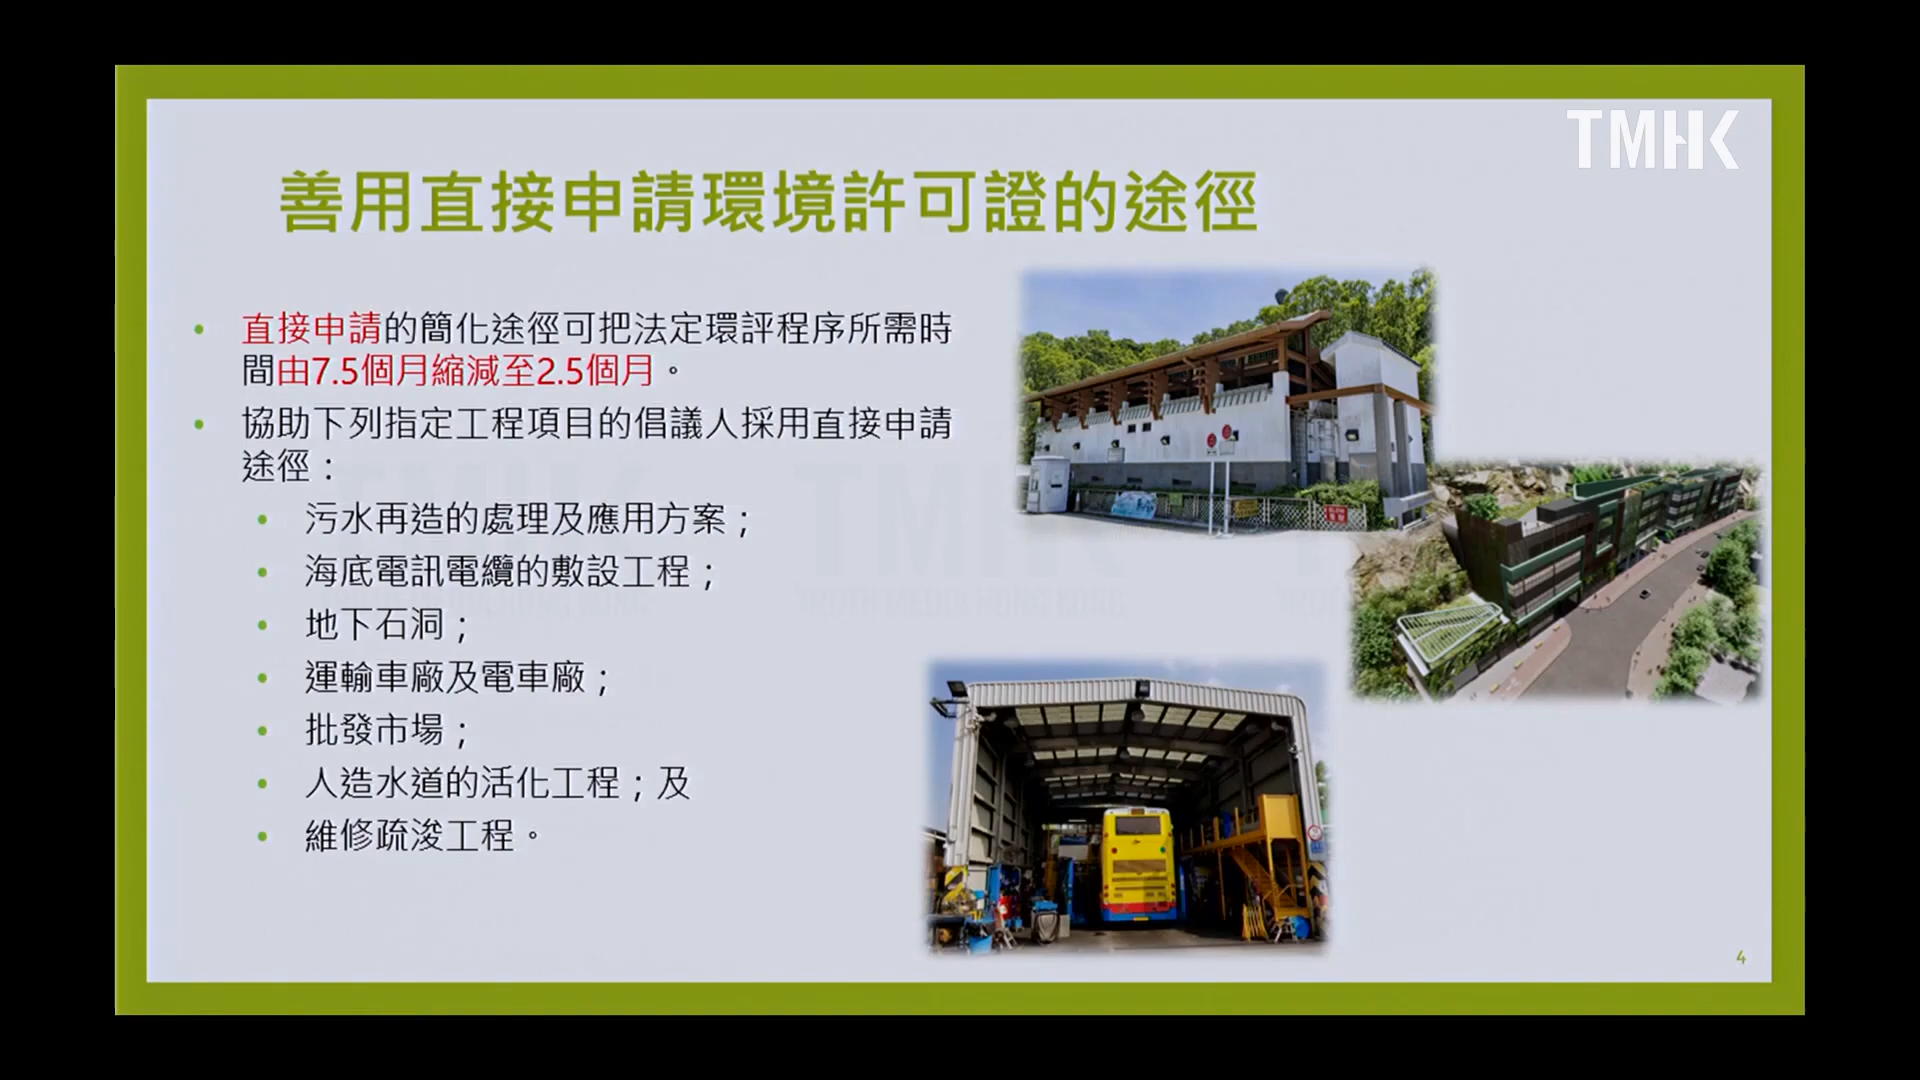 TMHK
善用直接申請環境許可證的途徑
直接申請的簡化途徑可把法定環評程序所需時
間由7.5個月縮減至2.5個月。
協助下列指定工程項目的倡議人採用直接申請
途徑：
污水再造的處理及應用方案；
海底電訊電纜的敷設工程；
地下石洞；
運輸車廠及電車廠；
批發市場；
人造水道的活化工程；及
維修疏浚工程。
4